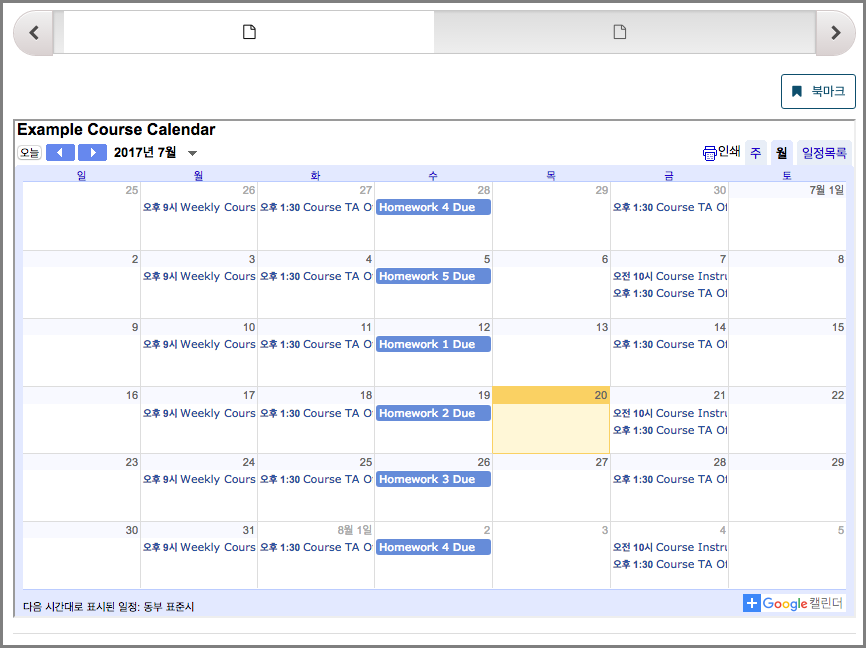 북마크
Example Course Calendar
오늘 2017년 7월 인쇄 주 월 일정목록
일 월 화 수 목 금 토
25 26 27 28 29 30 7월 1일
오후 9시 Weekly Cours 오후 1:30 Course TA O Homework 4 Due 오후 1:30 Course TA Of
2 3 4 5 6 7 8
오후 9시 Weekly Cours 오후 1:30 Course TA O Homework 5 Due 오전 10시 Course Instru
오후 1:30 Course TA Of
9 10 11 12 13 14 15
오후 9시 Weekly Cours 오후 1:30 Course TA O Homework 1 Due 오후 1:30 Course TA Of
16 17 18 19 20 21 22
오후 9시 Weekly Cours 오후 1:30 Course TA O Homework 2 Due 오전 10시 Course Instru
오후 1:30 Course TA Of
23 24 25 26 27 28 29
오후 9시 Weekly Cours 오후 1:30 Course TA O Homework 3 Due 오후 1:30 Course TA Of
30 31 8월 1일 2 3 4 5
오후 9시 Weekly Cours 오후 1:30 Course TA O Homework 4 Due 오전 10시 Course Instru
오후 1:30 Course TA Of
다음 시간대로 표시된 일정: 동부 표준시 Google 캘린더